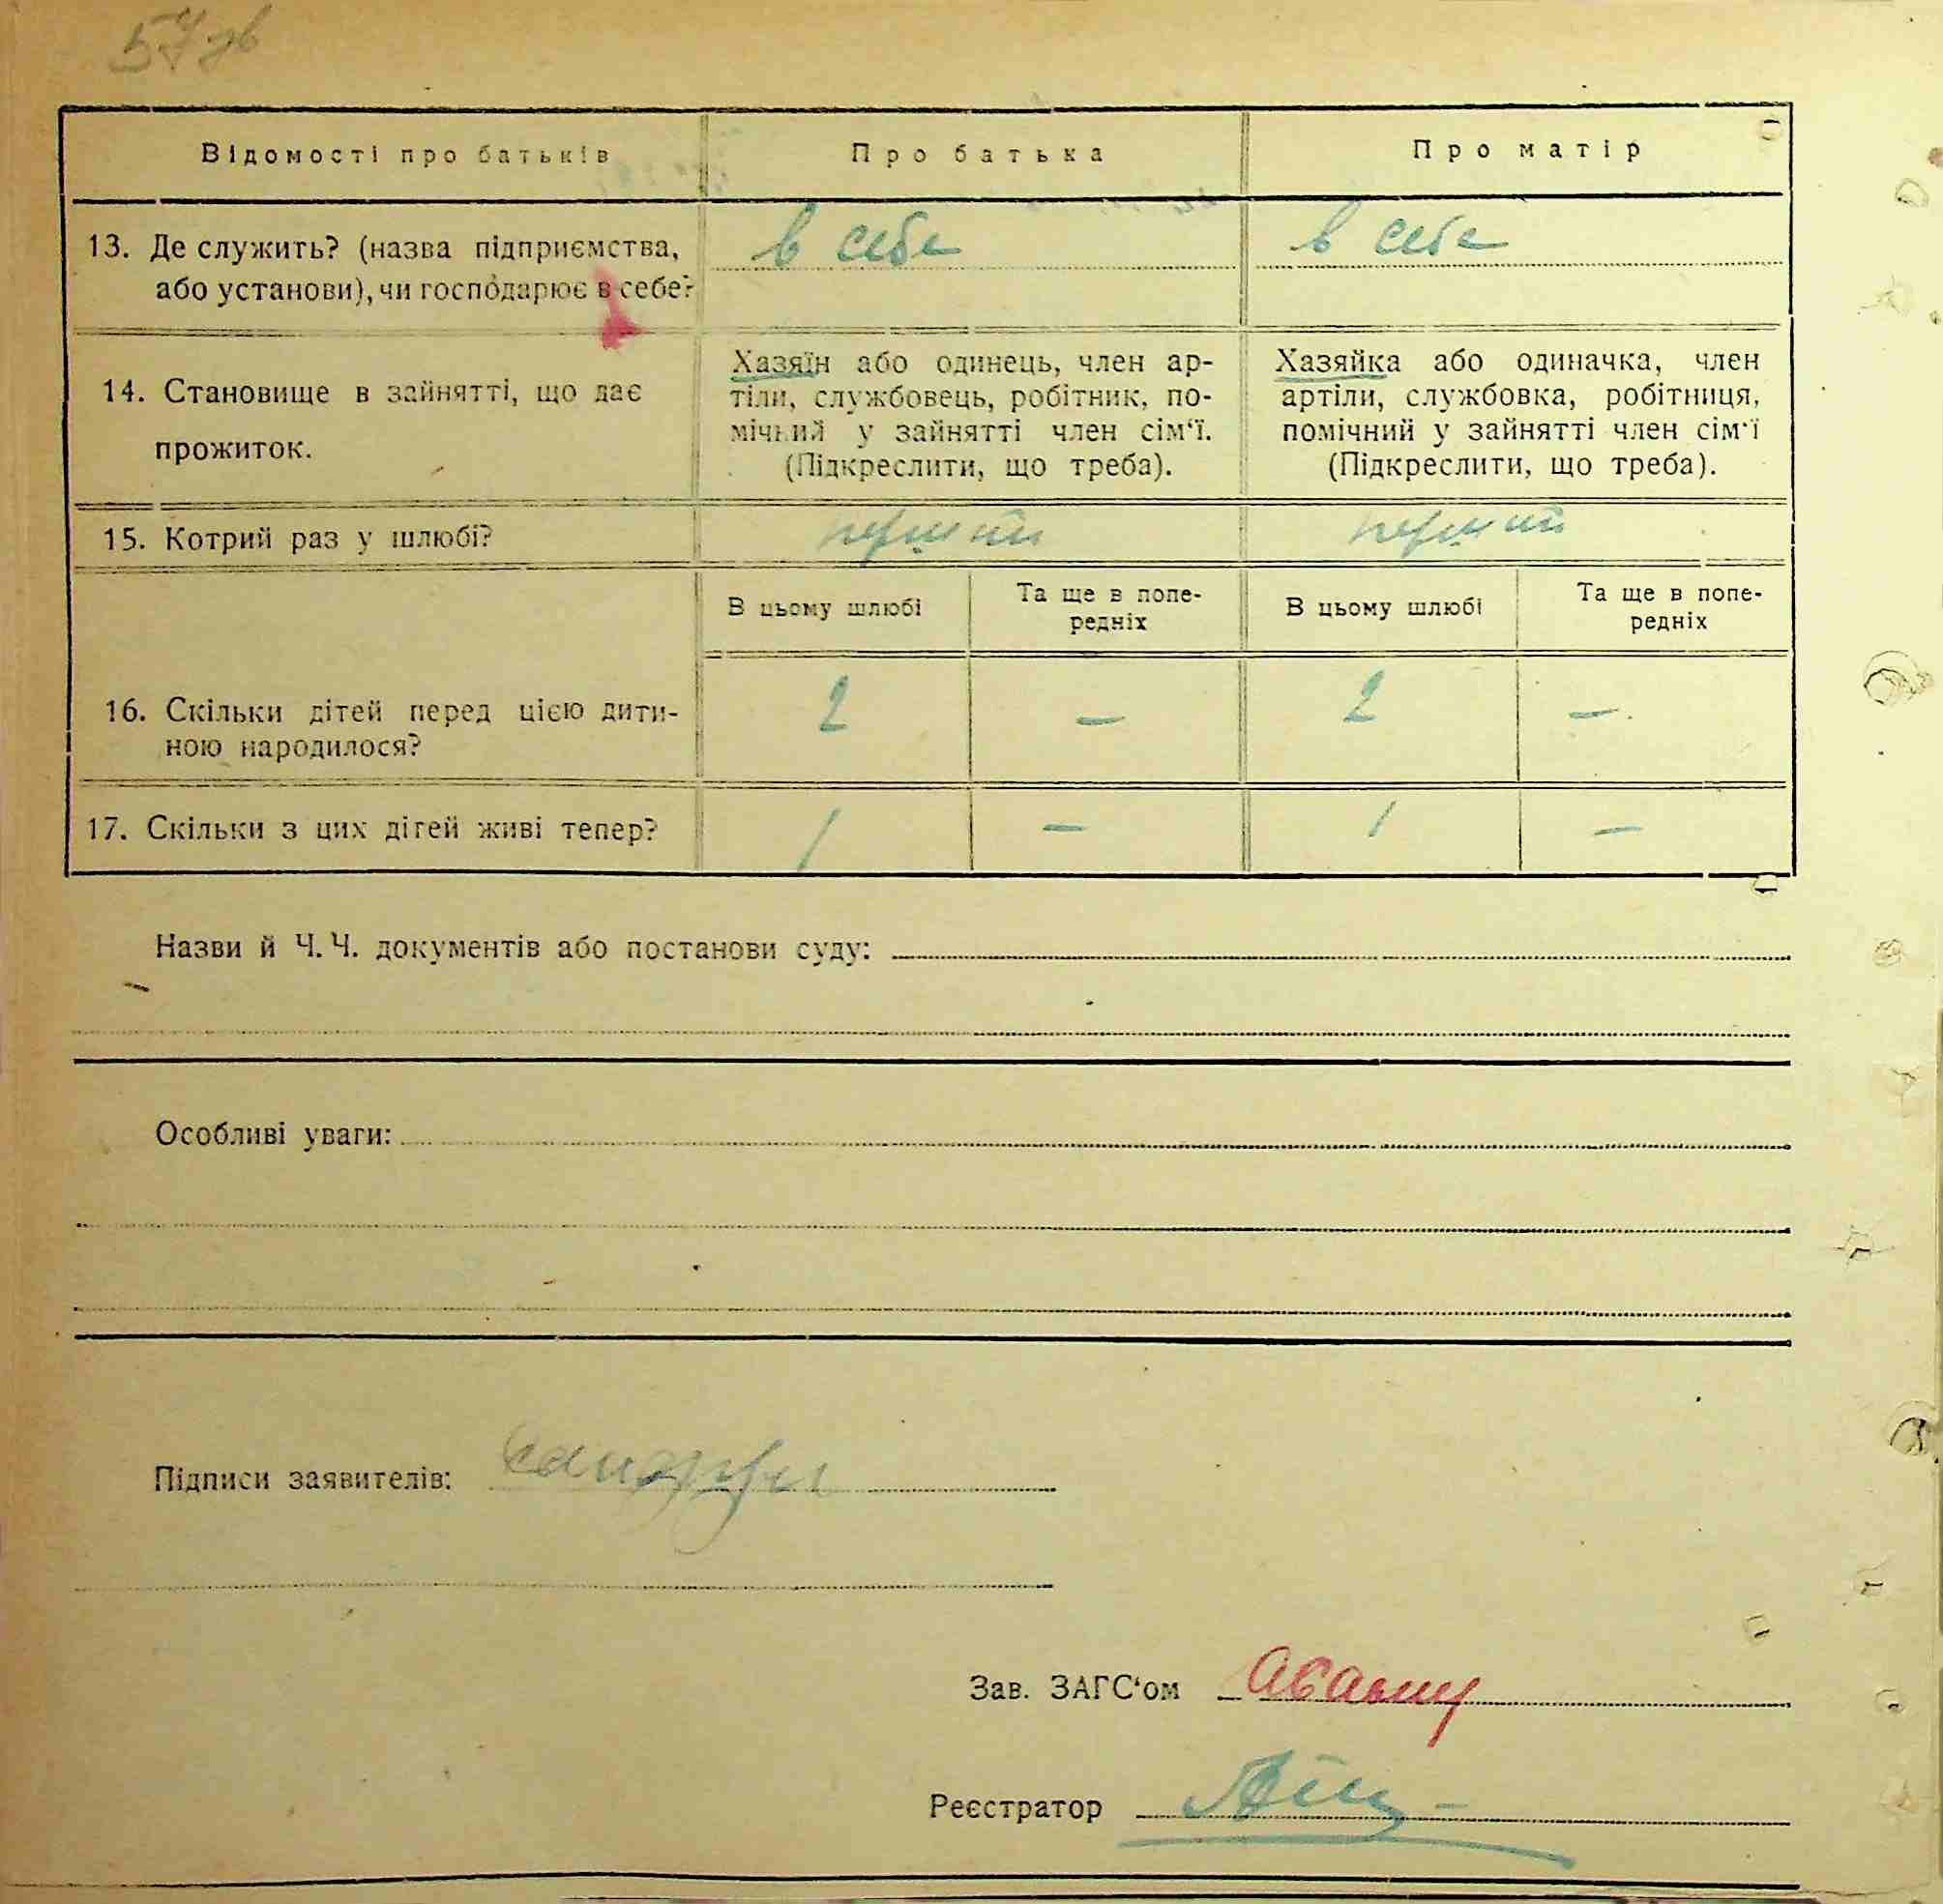 57 зв
Відомості про батьків
Про батька
Про матір
13. Де служить? (назва підприємства,
або установи), чи господарює в себе?
в себе
в себе
14. Становище в зайнятті, що дає
прожиток.
Хазяїн або одинець, член ар-
тіли, службовець, робітник, по-
мічний у зайнятті член сім'ї.
(Підкреслити, що треба).
Хазяйка або одиначка, член
артіли, службовка, робітниця,
помічний у зайнятті член сім'ї
(Підкреслити, що треба).
15. Котрий раз у шлюбі?
перший
перший
В цьому шлюбі
Та ще в попе-
редніх
В цьому шлюбі
Та ще в попе-
редніх
16. Скільки дітей перед цією дити-
ною народилося?
2 — 2 —
17. Скільки з цих дітей живі тепер?
1 — 1 —
Назви й Ч. Ч. документів або постанови суду:
Особливі уваги:
Підписи заявителів:
Зав. ЗАГС'ом
Реєстратор